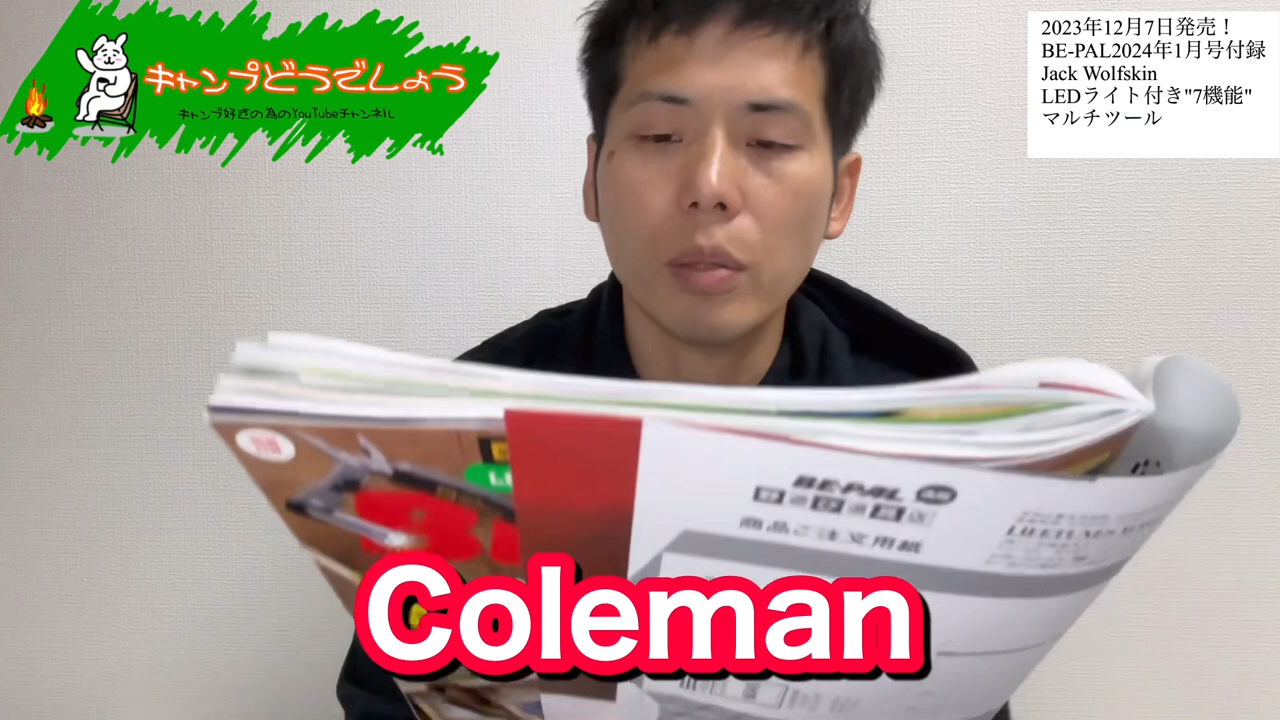 キャンプどうでしょう
キャンプ好きの為のYouTubeチャンネル
2023年12月7日発売！
BE-PAL2024年1月号付録
Jack Wolfskin
LEDライト付き"7機能"
マルチツール
BE-PAL
商品ご注文用紙
Coleman